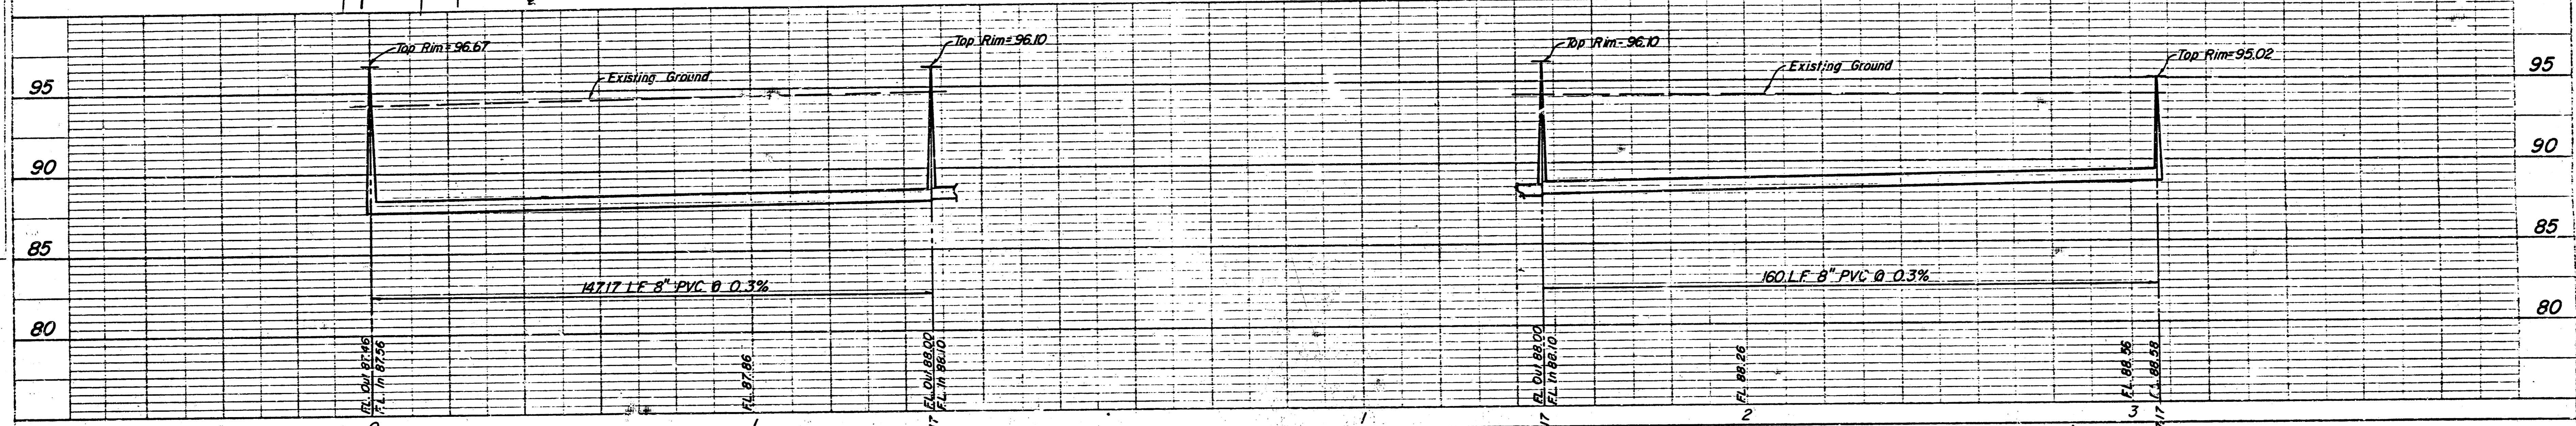 Top Rim=96.67
Top Rim=96.10
Top Rim=96.10
Top Rim=95.02
Existing Ground
Existing Ground
95
95
90
90
85
85
147.17 L.F. 8" PVC @ 0.3%
160 L.F. 8" PVC @ 0.3%
80
80
F.L. Out 87.46
F.L. In 87.56
F.L. 87.86
F.L. Out 88.00
F.L. In 88.10
F.L. Out 88.00
F.L. In 88.10
F.L. 88.26
F.L. 88.56
F.L. 88.58
1
2
3